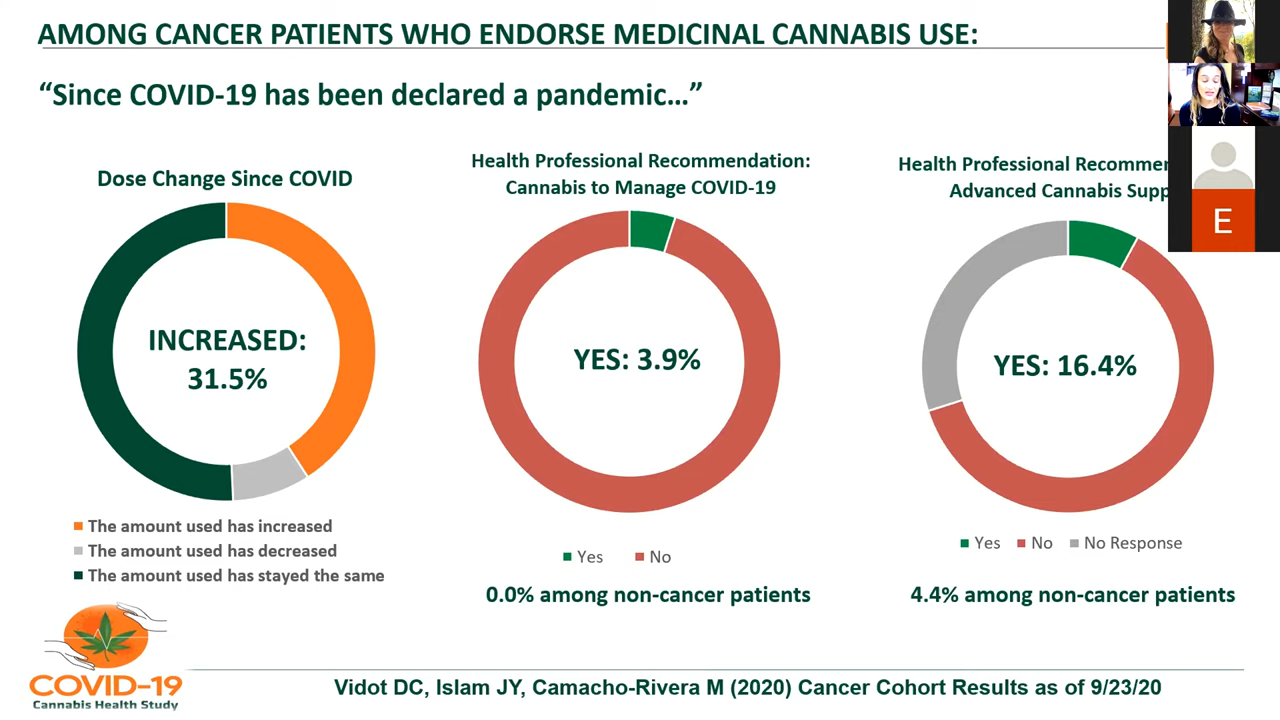 AMONG CANCER PATIENTS WHO ENDORSE MEDICINAL CANNABIS USE:
“Since COVID-19 has been declared a pandemic…”
Dose Change Since COVID
INCREASED:
31.5%
The amount used has increased
The amount used has decreased
The amount used has stayed the same
Health Professional Recommendation:
Cannabis to Manage COVID-19
YES: 3.9%
Yes No
0.0% among non-cancer patients
Health Professional
Advanced Cannabis
YES: 16.4%
Yes No No Response
4.4% among non-cancer patients
E
COVID-19
Cannabis Health Study
Vidot DC, Islam JY, Camacho-Rivera M (2020) Cancer Cohort Results as of 9/23/20